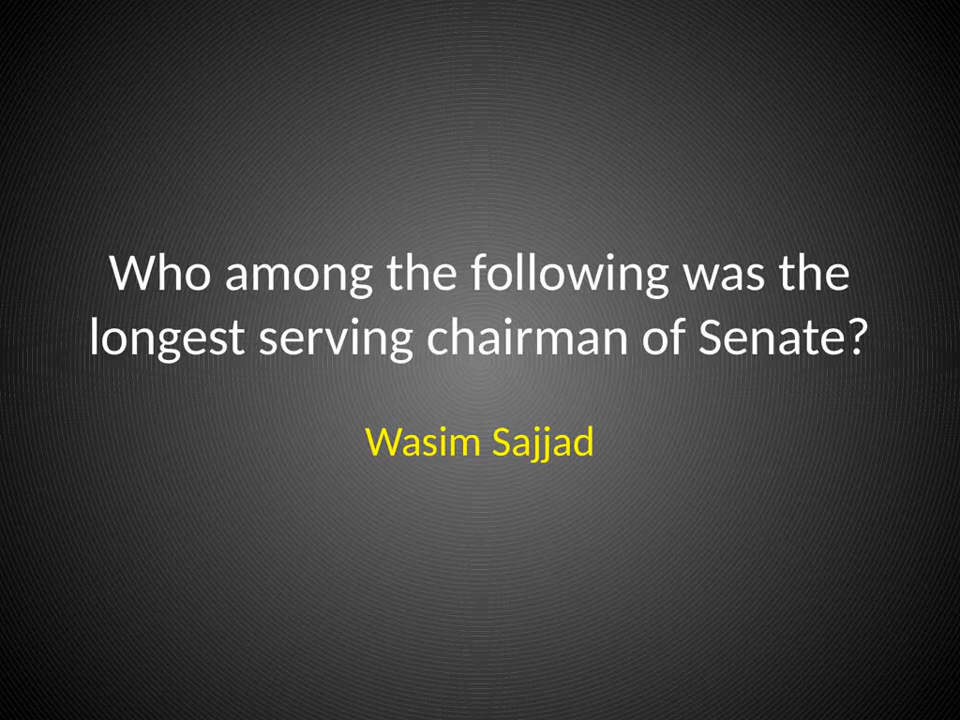 Who among the following was the
longest serving chairman of Senate?
Wasim Sajjad